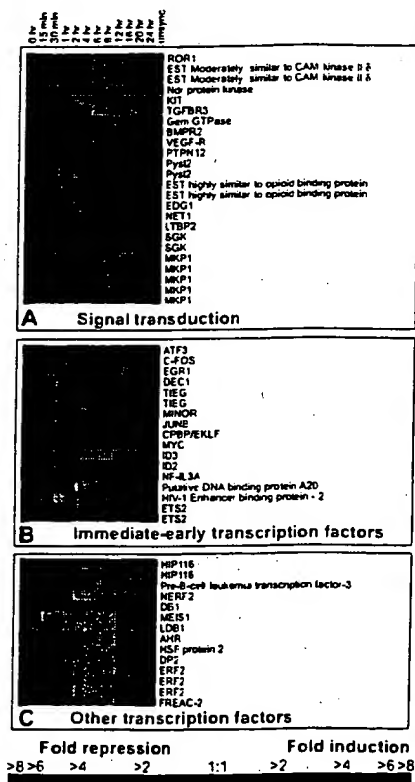 0 hr
15 min
30 min
1 hr
2 hr
4 hr
6 hr
8 hr
12 hr
16 hr
20 hr
24 hr
unsync.
ROR1
EST Moderately similar to CAM kinase II δ
EST Moderately similar to CAM kinase II δ
Ndr protein kinase
KIT
TGFBR3
Gem GTPase
BMPR2
VEGF-R
PTPN12
Pyst2
Pyst2
EST highly similar to opioid binding protein
EST highly similar to opioid binding protein
EDG1
NET1
LTBP2
SGK
SGK
MKP1
MKP1
MKP1
MKP1
MKP1
A Signal transduction
ATF3
C-FOS
EGR1
DEC1
TIEG
TIEG
MINOR
JUNB
CPBP/EKLF
MYC
ID3
ID2
NF-IL3A
Putative DNA binding protein A20
HIV-1 Enhancer binding protein - 2
ETS2
ETS2
B Immediate-early transcription factors
HIP116
HIP116
Pre-B-cell leukemia transcription factor-3
NERF2
DB1
MEIS1
LDB1
AHR
HSF protein 2
DP2
ERF2
ERF2
ERF2
FREAC-2
C Other transcription factors
Fold repression Fold induction
>8 >6 >4 >2 1:1 >2 >4 >6 >8